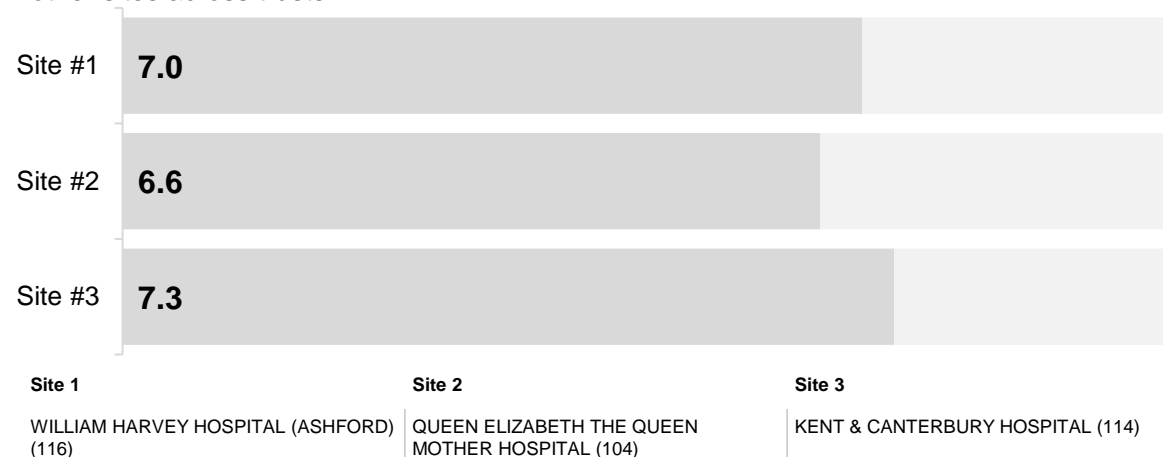 Site #1
7.0
Site #2
6.6
Site #3
7.3
Site 1
Site 2
Site 3
WILLIAM HARVEY HOSPITAL (ASHFORD)
(116)
QUEEN ELIZABETH THE QUEEN
MOTHER HOSPITAL (104)
KENT & CANTERBURY HOSPITAL (114)